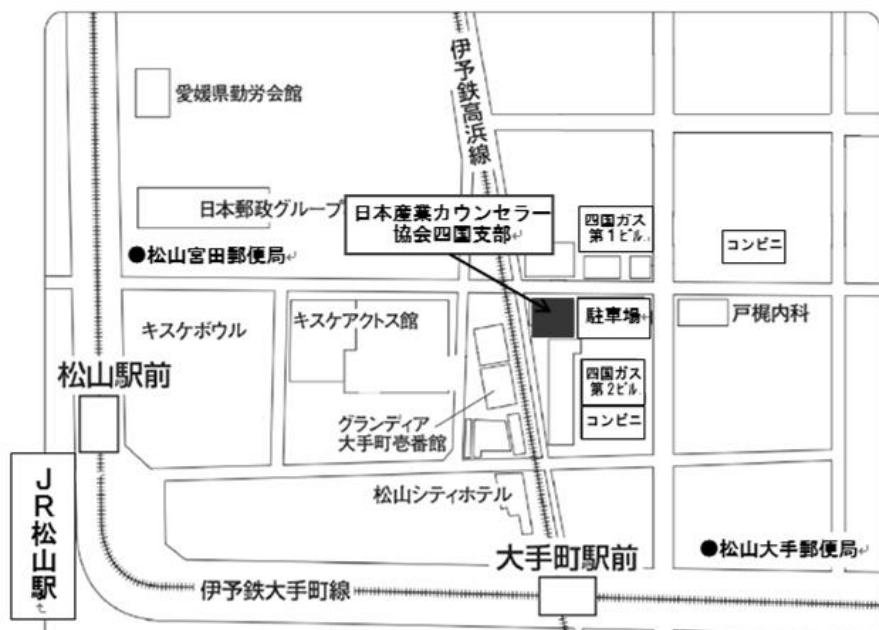 伊予鉄高浜線
愛媛県勤労会館
日本郵政グループ
日本産業カウンセラー
協会四国支部
四国ガス
第1ビル
コンビニ
●松山宮田郵便局
キスケボウル
キスケアクトス館
駐車場
戸梶内科
松山駅前
四国ガス
第2ビル
コンビニ
グランディア
大手町壱番館
JR松山駅
松山シティホテル
大手町駅前
●松山大手郵便局
伊予鉄大手町線